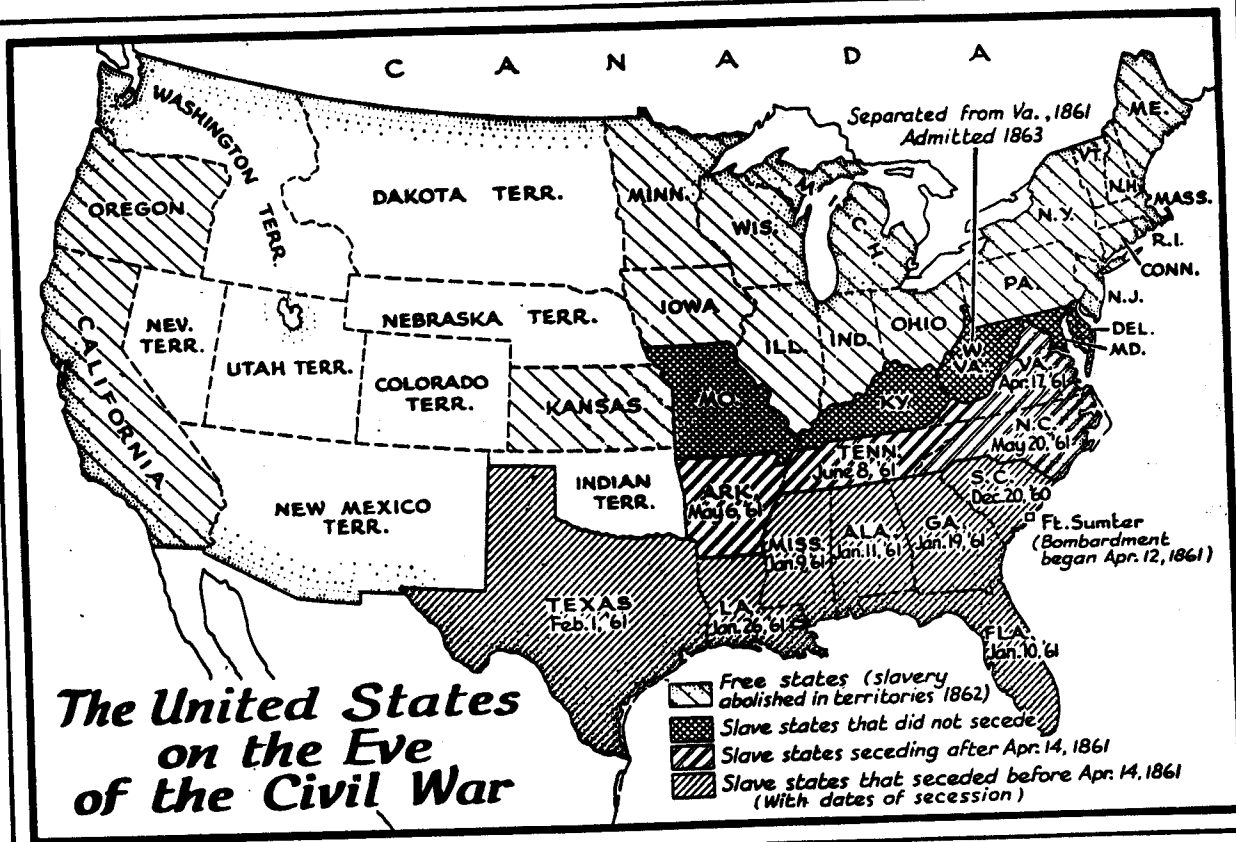 C A N A D A
Separated from Va., 1861
Admitted 1863
WASHINGTON TERR.
OREGON
DAKOTA TERR.
MINN.
WIS.
MICH.
ME.
VT.
N.H.
MASS.
N.Y.
R.I.
CONN.
PA.
N.J.
DEL.
MD.
CALIFORNIA
NEV.
TERR.
UTAH TERR.
NEBRASKA TERR.
IOWA
ILL.
IND.
OHIO
W.
VA.
VA.
Apr. 17, '61
COLORADO
TERR.
KANSAS
MO.
KY.
N.C.
May 20, '61
TENN.
June 8, '61
S.C.
Dec. 20, '60
NEW MEXICO
TERR.
INDIAN
TERR.
ARK.
May 6, '61
MISS.
Jan. 9, '61
ALA.
Jan. 11, '61
GA.
Jan. 19, '61
Ft. Sumter
(Bombardment
began Apr. 12, 1861)
TEXAS
Feb. 1, '61
LA.
Jan. 26, '61
FLA.
Jan. 10, '61
The United States
on the Eve
of the Civil War
Free states (slavery
abolished in territories 1862)
Slave states that did not secede
Slave states seceding after Apr. 14, 1861
Slave states that seceded before Apr. 14, 1861
(With dates of secession)